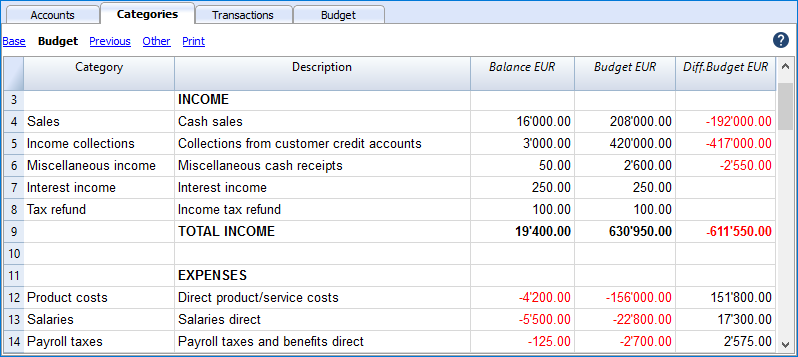 Accounts Categories Transactions Budget
Base Budget Previous Other Print ?
Category Description Balance EUR Budget EUR Diff.Budget EUR
3 INCOME
4 Sales Cash sales 16'000.00 208'000.00 -192'000.00
5 Income collections Collections from customer credit accounts 3'000.00 420'000.00 -417'000.00
6 Miscellaneous income Miscellaneous cash receipts 50.00 2'600.00 -2'550.00
7 Interest income Interest income 250.00 250.00
8 Tax refund Income tax refund 100.00 100.00
9 TOTAL INCOME 19'400.00 630'950.00 -611'550.00
10
11 EXPENSES
12 Product costs Direct product/service costs -4'200.00 -156'000.00 151'800.00
13 Salaries Salaries direct -5'500.00 -22'800.00 17'300.00
14 Payroll taxes Payroll taxes and benefits direct -125.00 -2'700.00 2'575.00